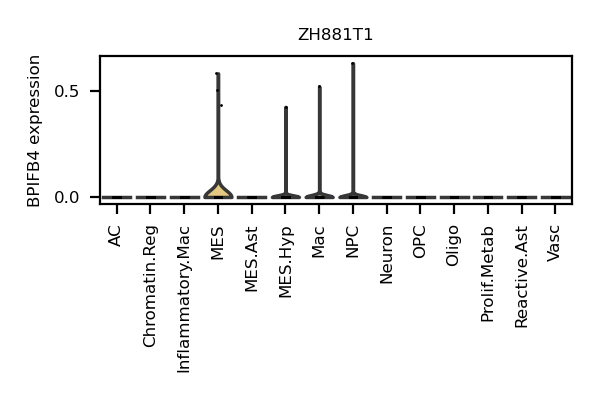 ZH881T1
BPIFB4 expression
0.5
0.0
AC
Chromatin.Reg
Inflammatory.Mac
MES
MES.Ast
MES.Hyp
Mac
NPC
Neuron
OPC
Oligo
Prolif.Metab
Reactive.Ast
Vasc